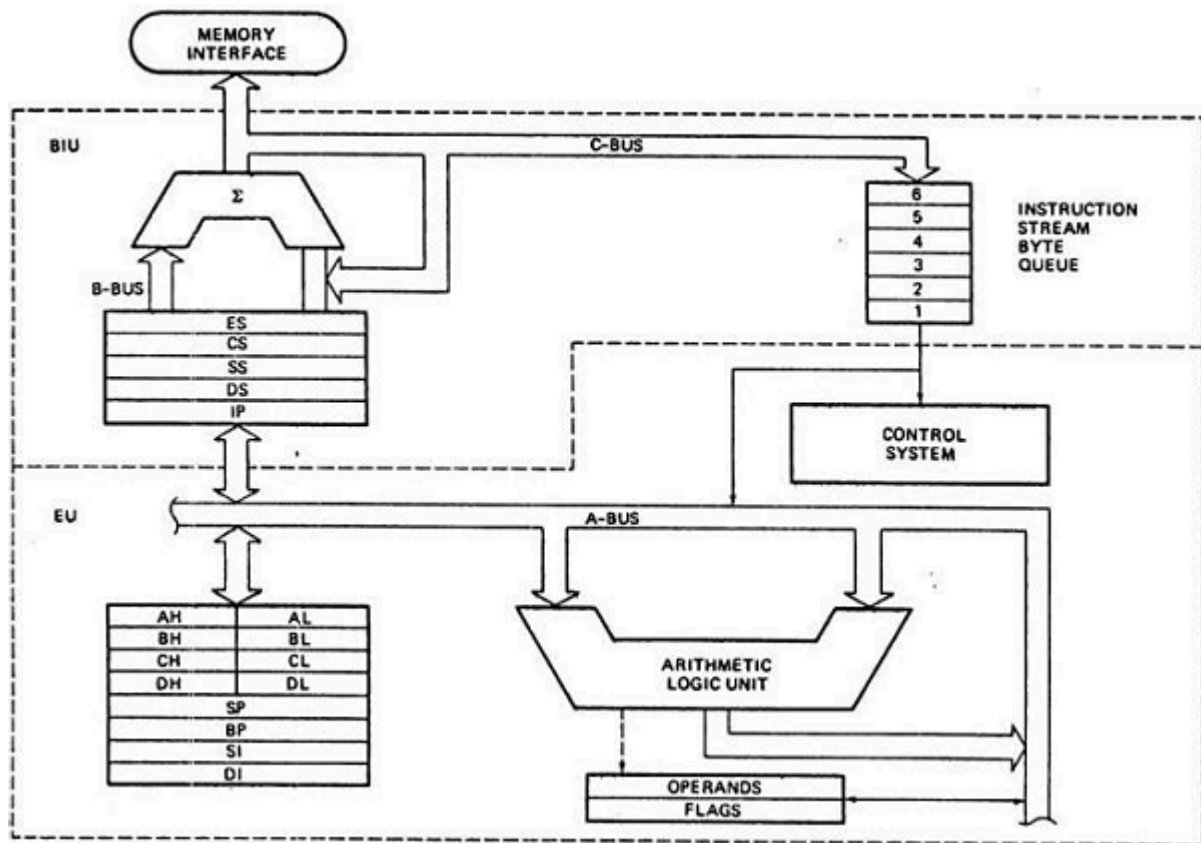 MEMORY
INTERFACE
BIU
C-BUS
Σ
6
5
4
3
2
1
INSTRUCTION
STREAM
BYTE
QUEUE
B-BUS
ES
CS
SS
DS
IP
CONTROL
SYSTEM
EU
A-BUS
AH AL
BH BL
CH CL
DH DL
SP
BP
SI
DI
ARITHMETIC
LOGIC UNIT
OPERANDS
FLAGS